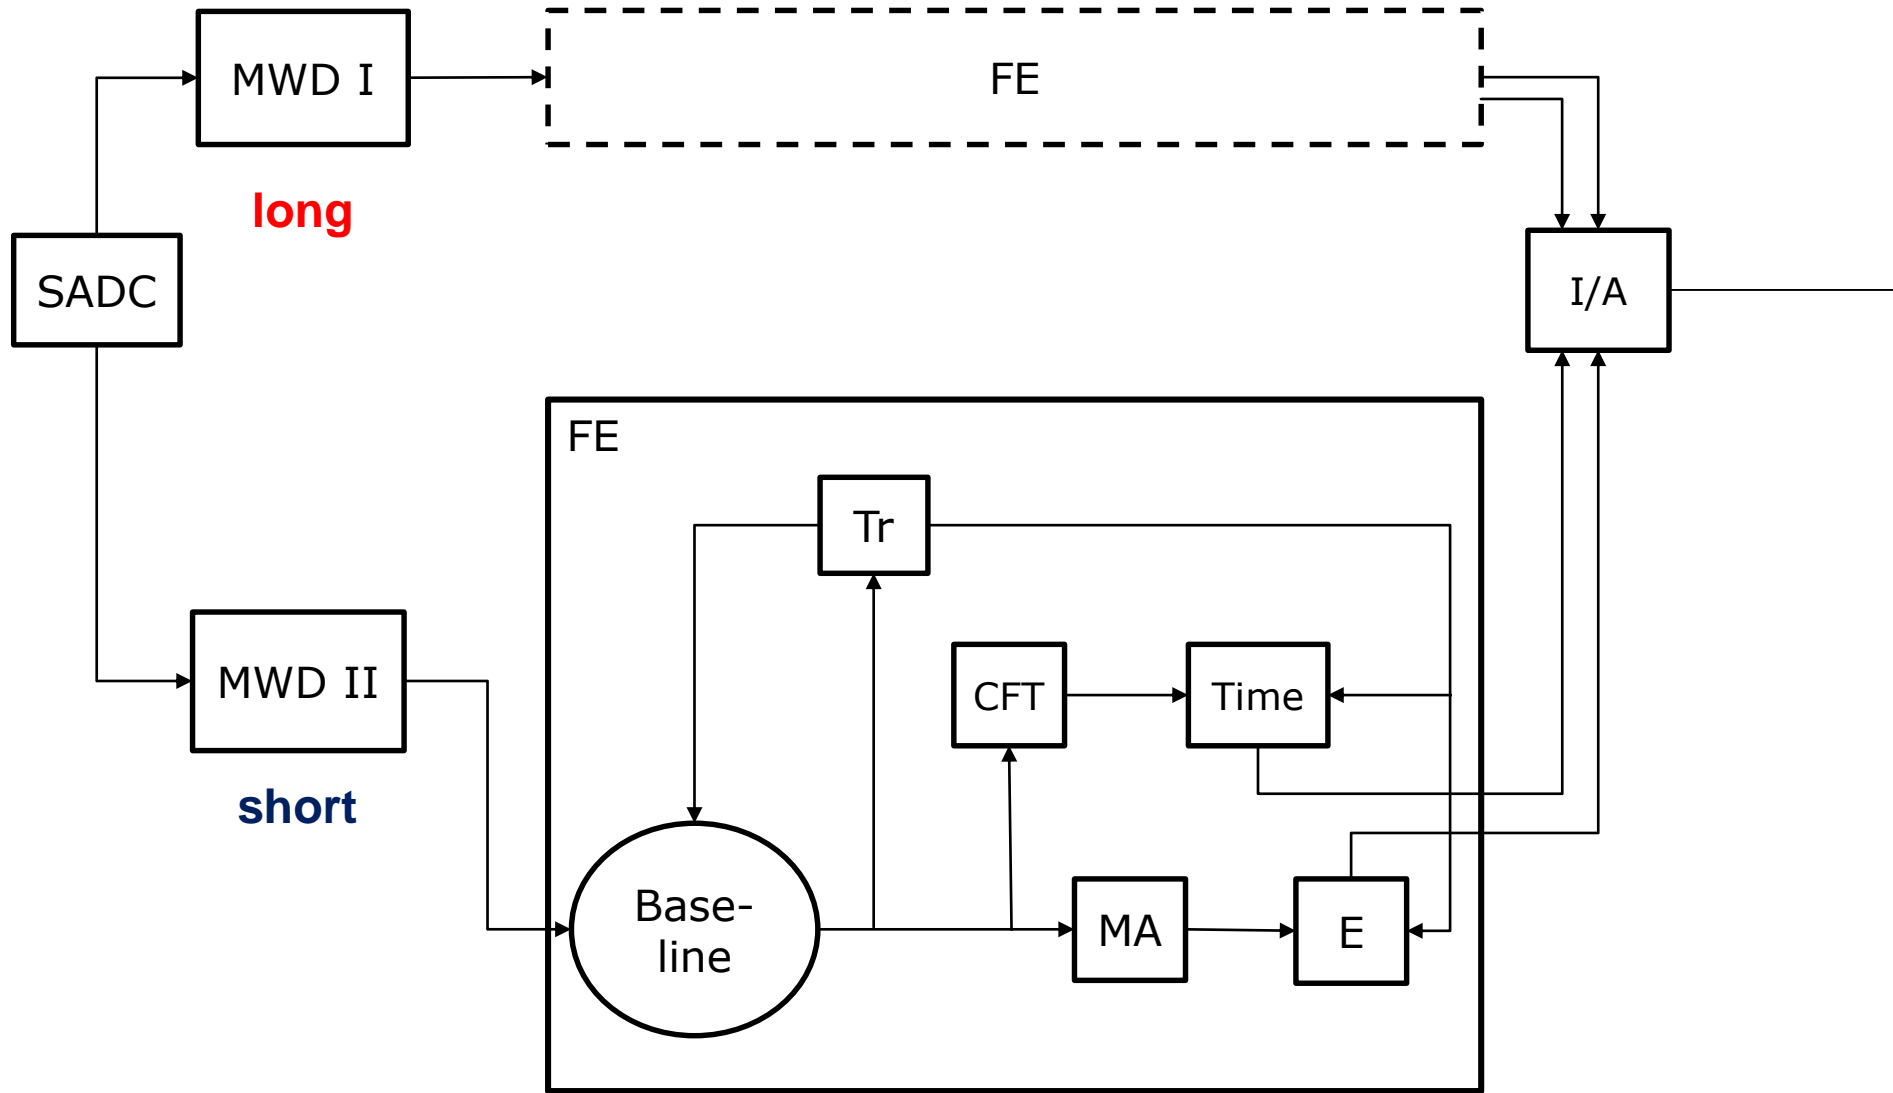 MWD I
FE
long
SADC
I/A
FE
Tr
MWD II
CFT
Time
short
Base-
line
MA
E